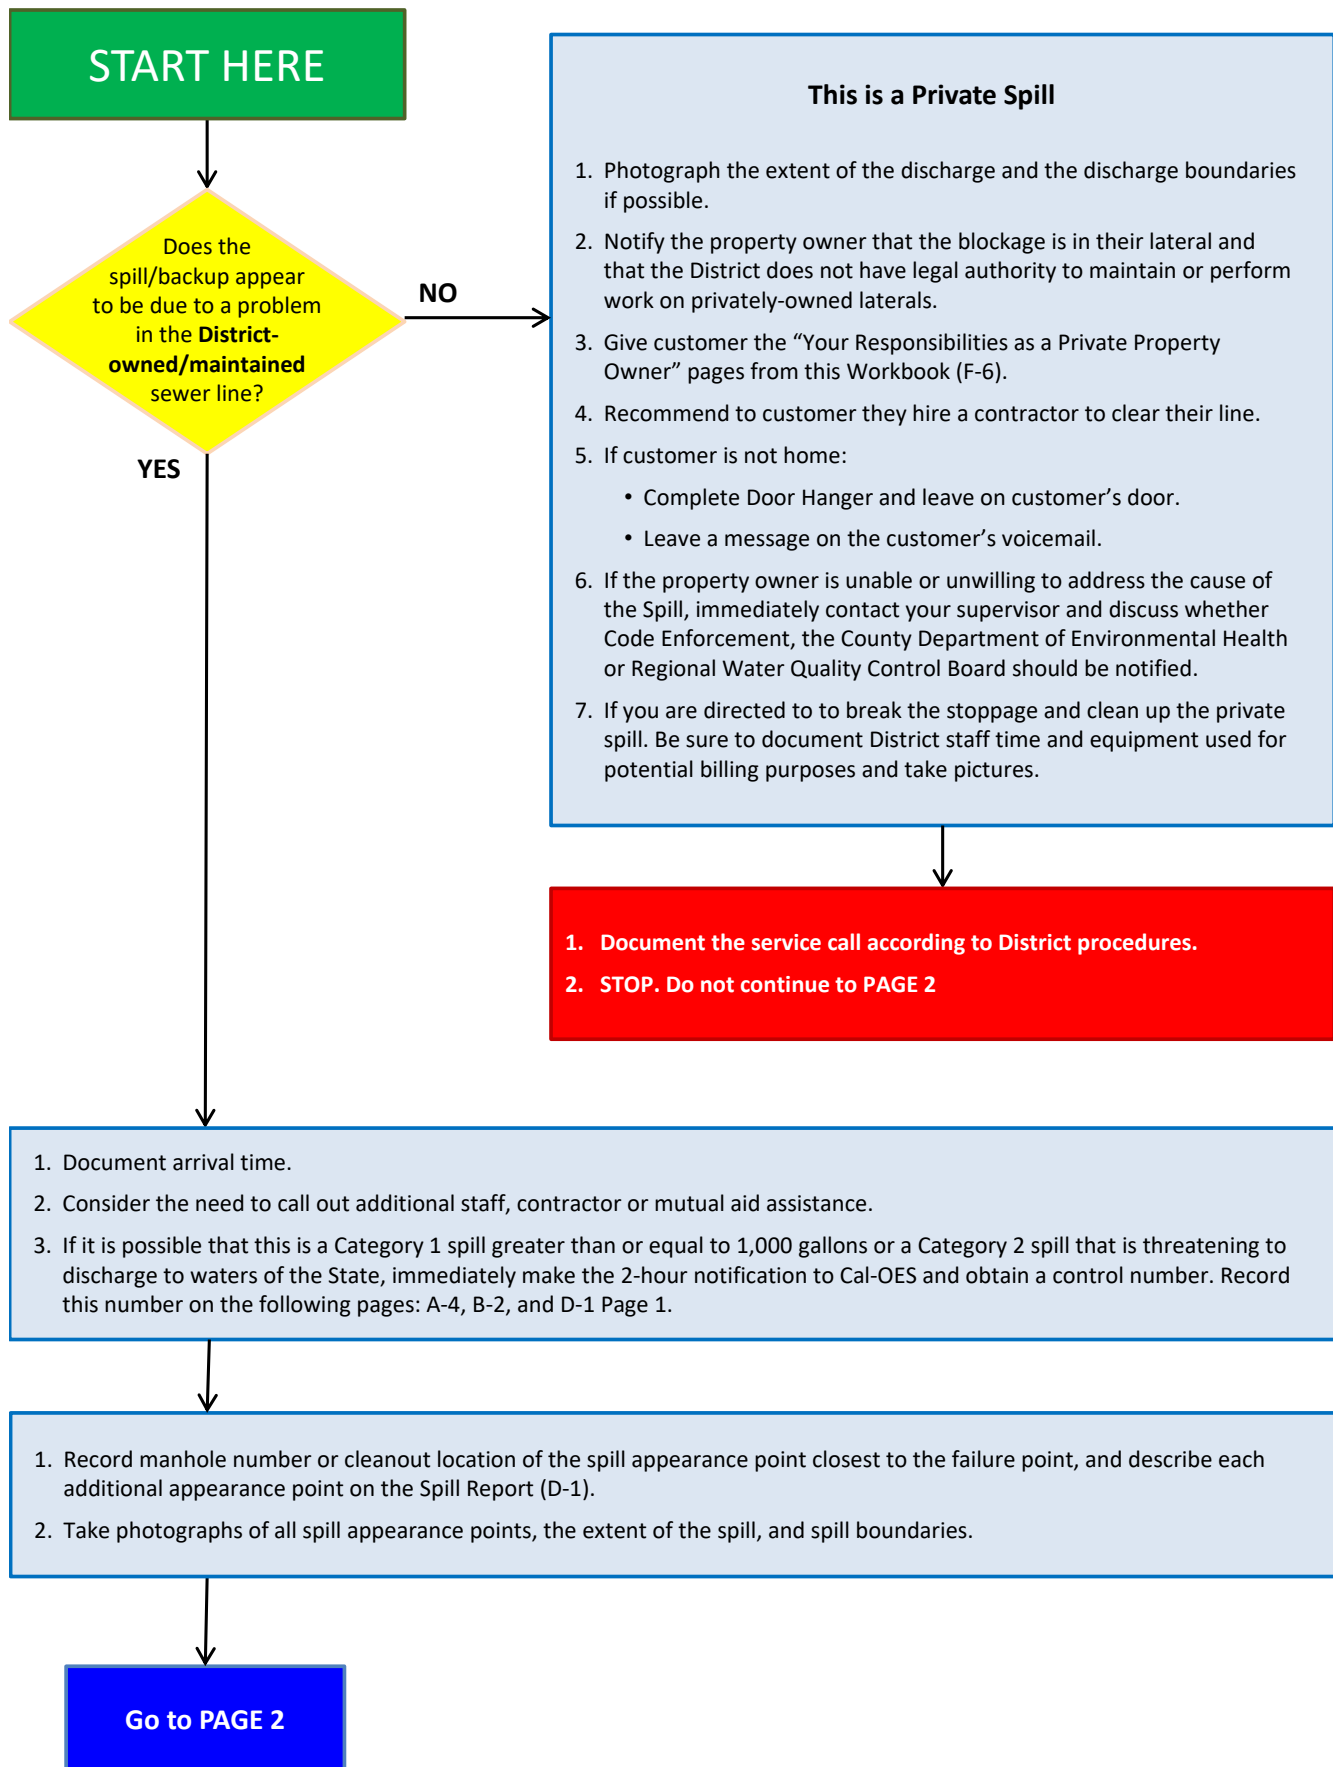 START HERE
Does the
spill/backup appear
to be due to a problem
in the District-
owned/maintained
sewer line?
NO
YES
This is a Private Spill
1. Photograph the extent of the discharge and the discharge boundaries
if possible.
2. Notify the property owner that the blockage is in their lateral and
that the District does not have legal authority to maintain or perform
work on privately-owned laterals.
3. Give customer the “Your Responsibilities as a Private Property
Owner” pages from this Workbook (F-6).
4. Recommend to customer they hire a contractor to clear their line.
5. If customer is not home:
• Complete Door Hanger and leave on customer’s door.
• Leave a message on the customer’s voicemail.
6. If the property owner is unable or unwilling to address the cause of
the Spill, immediately contact your supervisor and discuss whether
Code Enforcement, the County Department of Environmental Health
or Regional Water Quality Control Board should be notified.
7. If you are directed to to break the stoppage and clean up the private
spill. Be sure to document District staff time and equipment used for
potential billing purposes and take pictures.
1. Document the service call according to District procedures.
2. STOP. Do not continue to PAGE 2
1. Document arrival time.
2. Consider the need to call out additional staff, contractor or mutual aid assistance.
3. If it is possible that this is a Category 1 spill greater than or equal to 1,000 gallons or a Category 2 spill that is threatening to
discharge to waters of the State, immediately make the 2-hour notification to Cal-OES and obtain a control number. Record
this number on the following pages: A-4, B-2, and D-1 Page 1.
1. Record manhole number or cleanout location of the spill appearance point closest to the failure point, and describe each
additional appearance point on the Spill Report (D-1).
2. Take photographs of all spill appearance points, the extent of the spill, and spill boundaries.
Go to PAGE 2